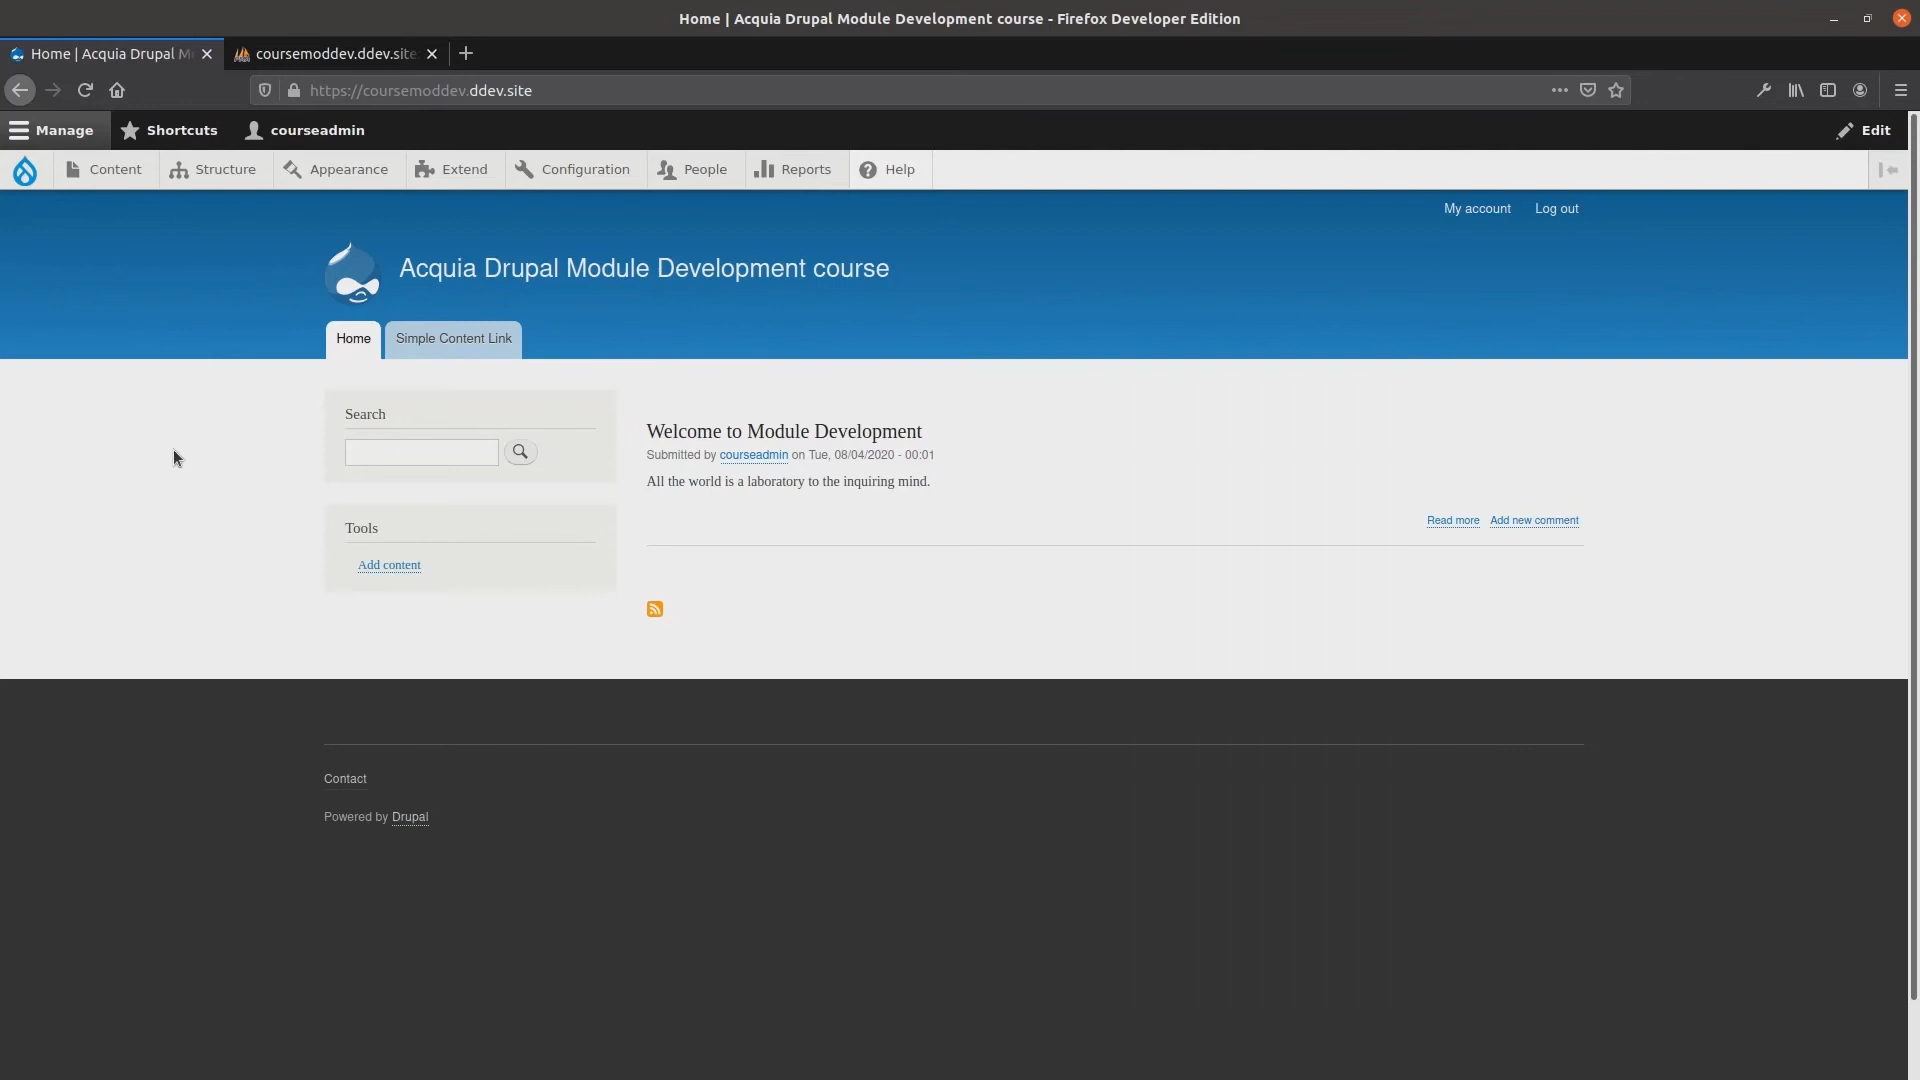 Home | Acquia Drupal Module Development course - Firefox Developer Edition
Home | Acquia Drupal M
coursemoddev.ddev.site
https://coursemoddev.ddev.site
Manage
Shortcuts
courseadmin
Edit
Content
Structure
Appearance
Extend
Configuration
People
Reports
Help
My account
Log out
Acquia Drupal Module Development course
Home
Simple Content Link
Search
Welcome to Module Development
Submitted by courseadmin on Tue, 08/04/2020 - 00:01
All the world is a laboratory to the inquiring mind.
Read more
Add new comment
Tools
Add content
Contact
Powered by Drupal